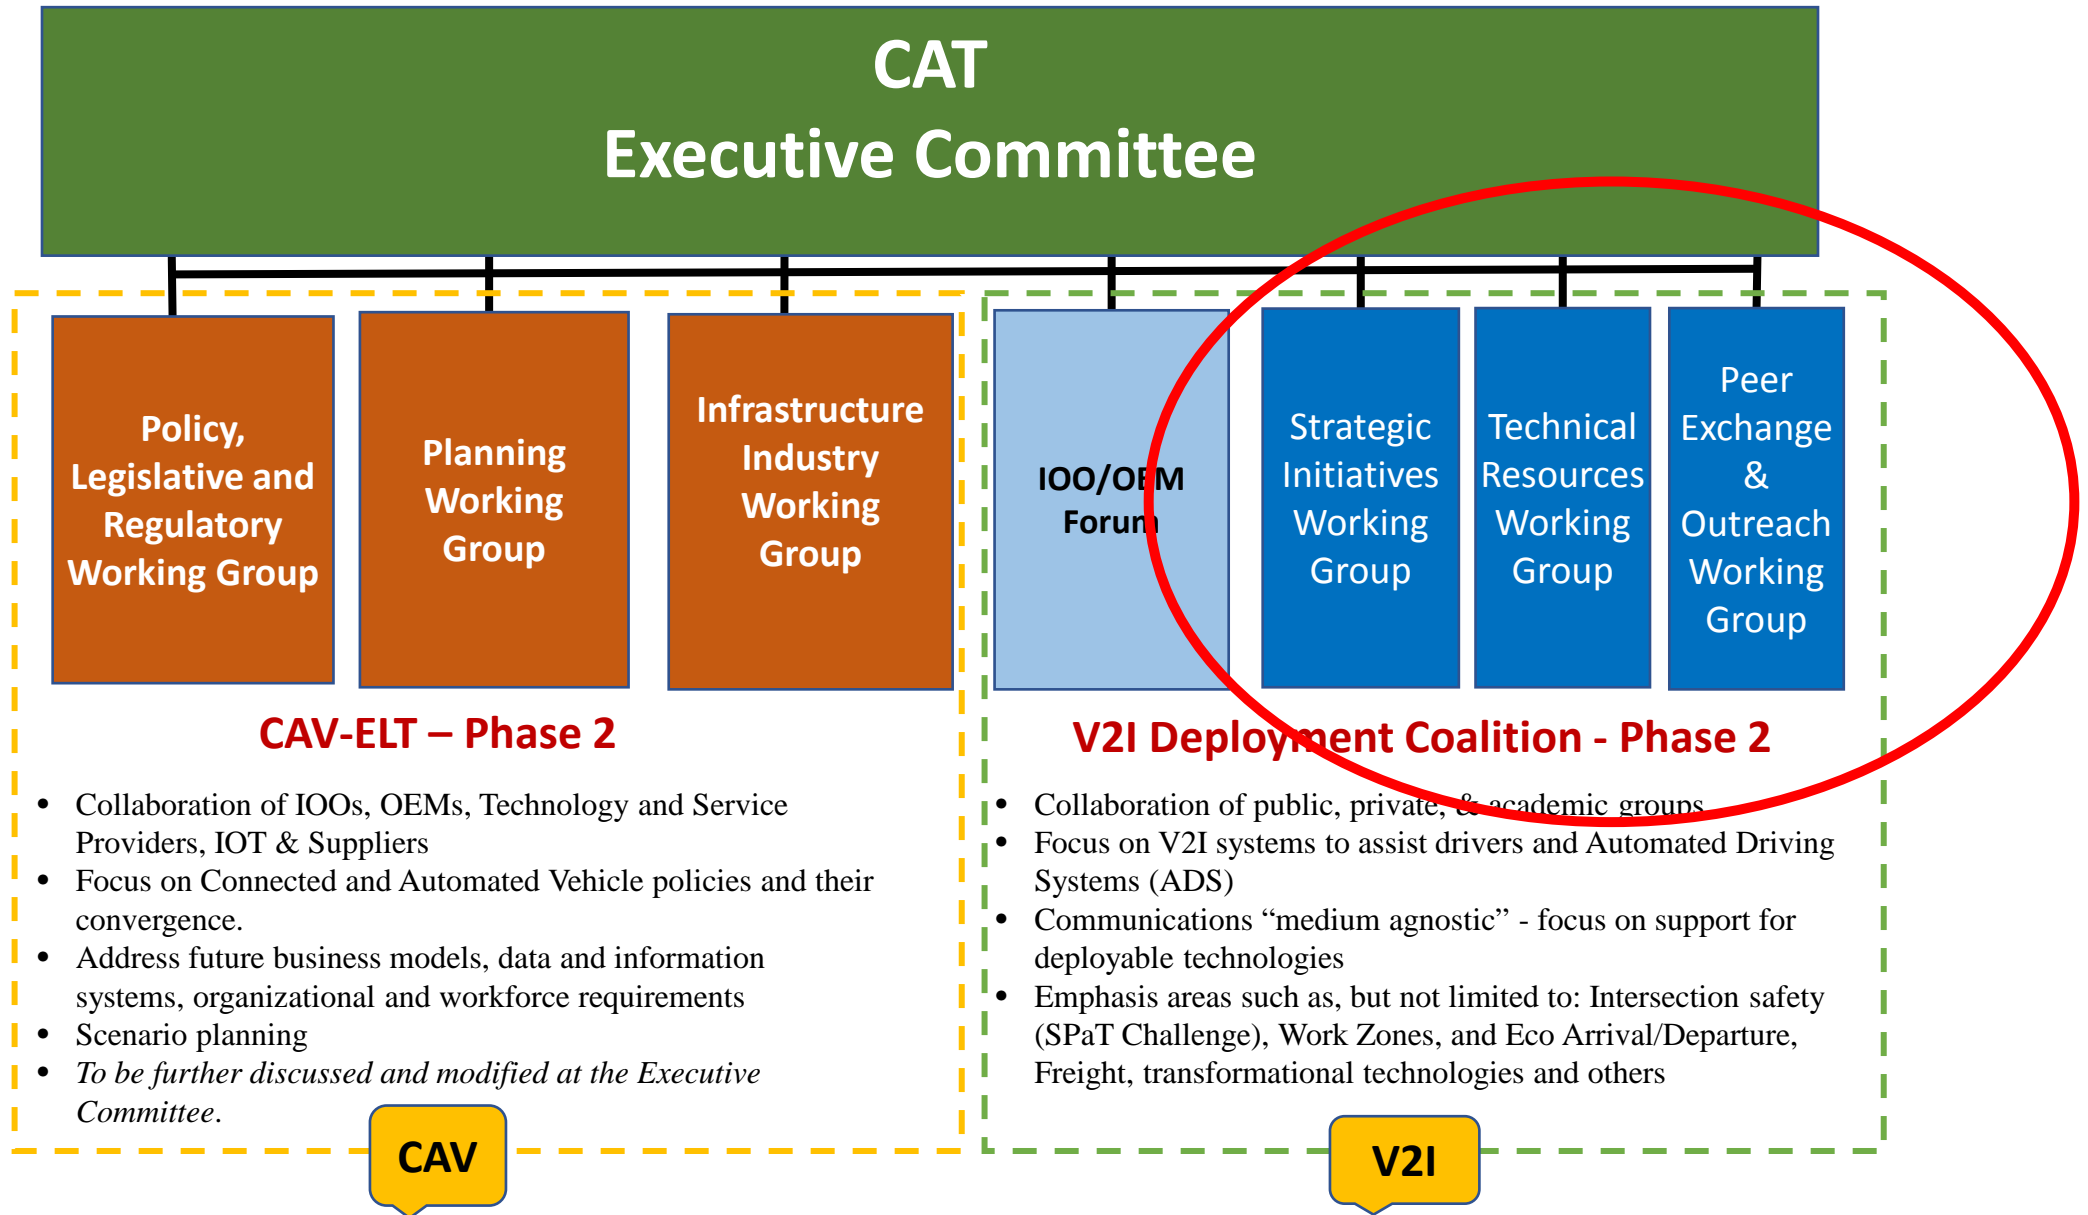 CAT
Executive Committee
Policy,
Legislative and
Regulatory
Working Group
Planning
Working
Group
Infrastructure
Industry
Working
Group
IOO/OEM
Forum
Strategic
Initiatives
Working
Group
Technical
Resources
Working
Group
Peer
Exchange
&
Outreach
Working
Group
CAV-ELT – Phase 2
• Collaboration of IOOs, OEMs, Technology and Service
Providers, IOT & Suppliers
• Focus on Connected and Automated Vehicle policies and their
convergence.
• Address future business models, data and information
systems, organizational and workforce requirements
• Scenario planning
• To be further discussed and modified at the Executive
Committee.
CAV
V2I Deployment Coalition - Phase 2
• Collaboration of public, private, & academic groups
• Focus on V2I systems to assist drivers and Automated Driving
Systems (ADS)
• Communications “medium agnostic” - focus on support for
deployable technologies
• Emphasis areas such as, but not limited to: Intersection safety
(SPaT Challenge), Work Zones, and Eco Arrival/Departure,
Freight, transformational technologies and others
V2I